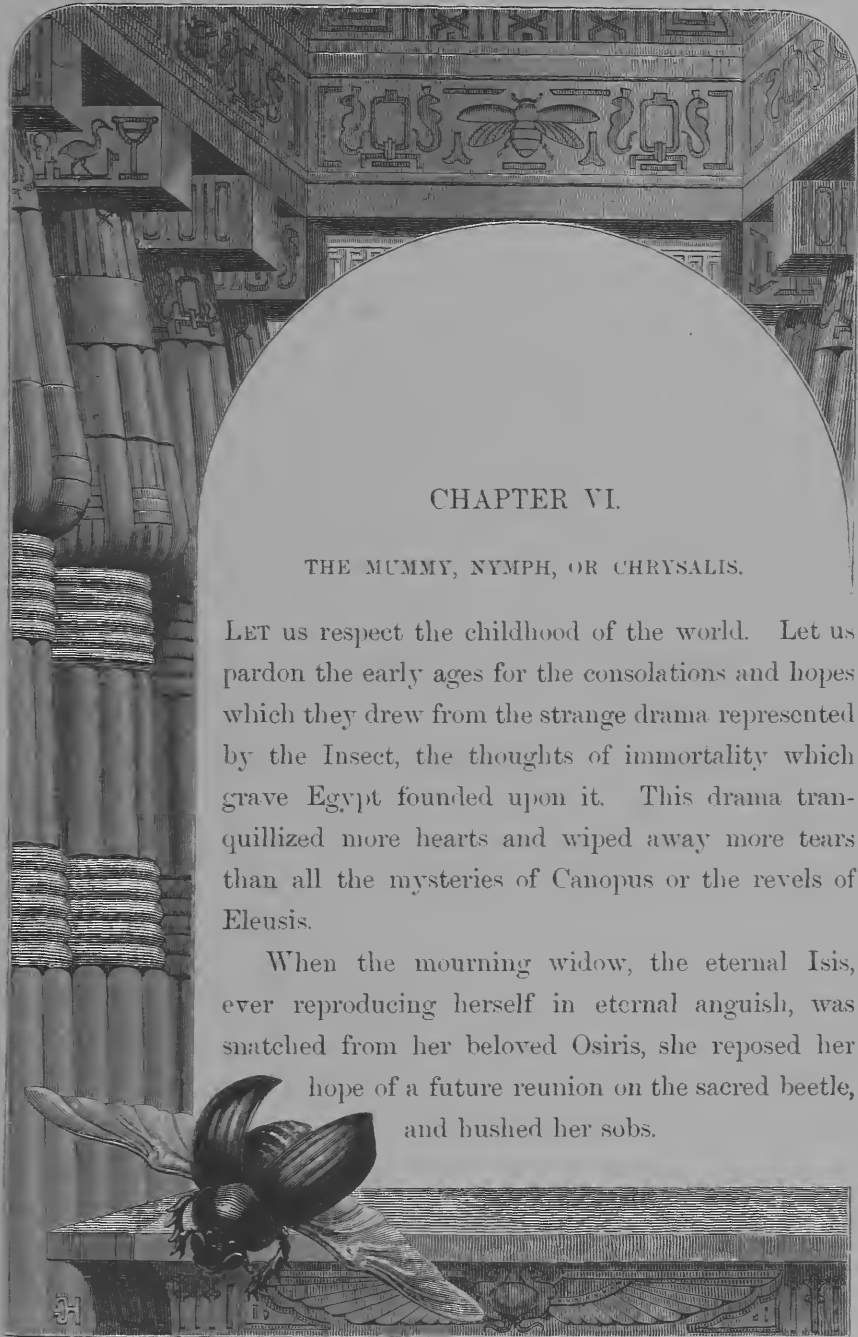 CHAPTER VI.
THE MUMMY, NYMPH, OR CHRYSALIS.
LET us respect the childhood of the world. Let us
pardon the early ages for the consolations and hopes
which they drew from the strange drama represented
by the Insect, the thoughts of immortality which
grave Egypt founded upon it. This drama tran-
quillized more hearts and wiped away more tears
than all the mysteries of Canopus or the revels of
Eleusis.
When the mourning widow, the eternal Isis,
ever reproducing herself in eternal anguish, was
snatched from her beloved Osiris, she reposed her
hope of a future reunion on the sacred beetle,
and hushed her sobs.